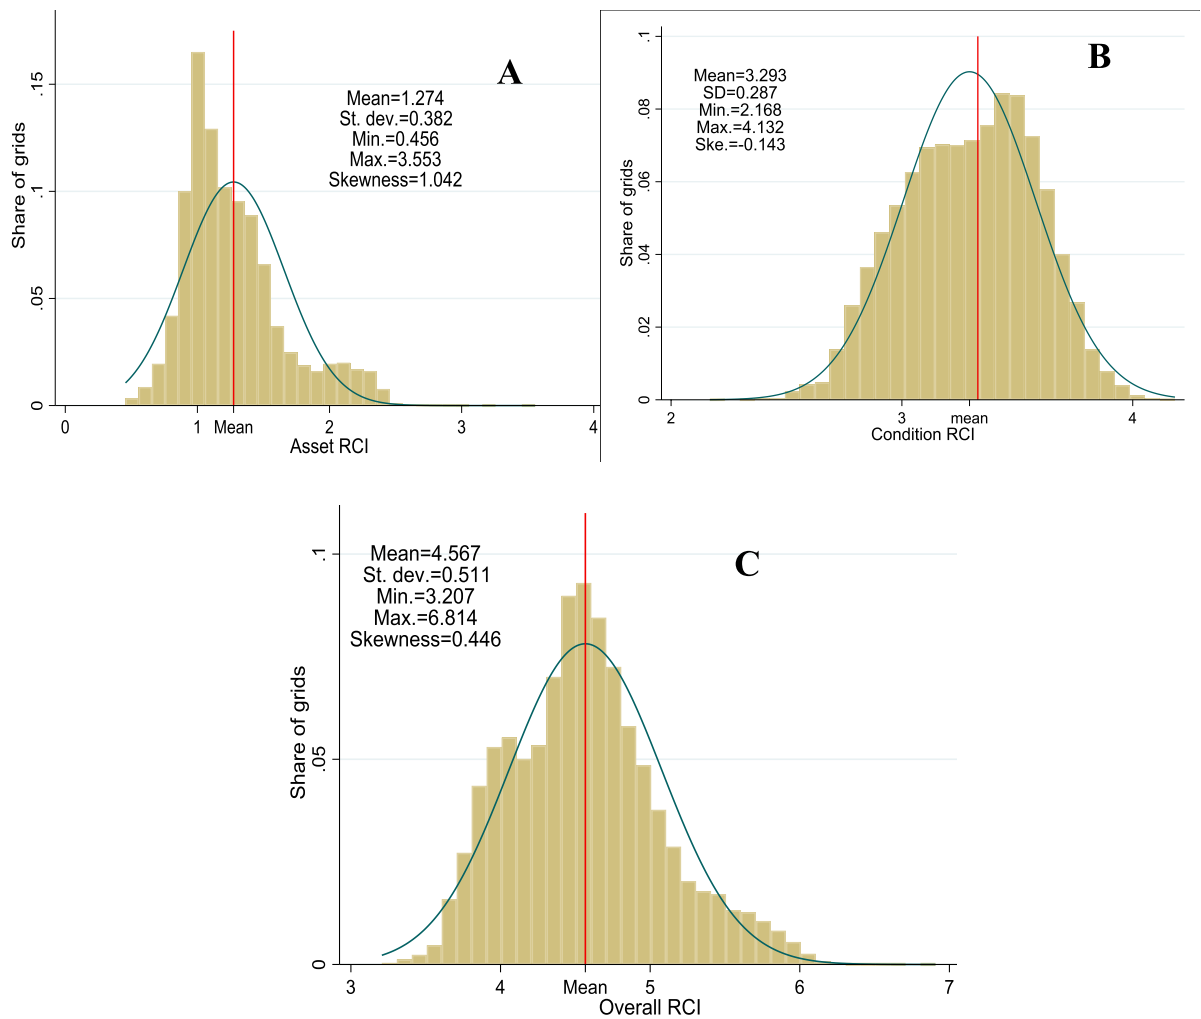 A
Mean=1.274
St. dev.=0.382
Min.=0.456
Max.=3.553
Skewness=1.042
Share of grids
.15
.1
.05
0
0 1 Mean 2 3 4
Asset RCI
B
Mean=3.293
SD=0.287
Min.=2.168
Max.=4.132
Ske.=-0.143
Share of grids
.1
.08
.06
.04
.02
0
2 3 mean 4
Condition RCI
C
Mean=4.567
St. dev.=0.511
Min.=3.207
Max.=6.814
Skewness=0.446
Share of grids
.1
.05
0
3 4 Mean 5 6 7
Overall RCI